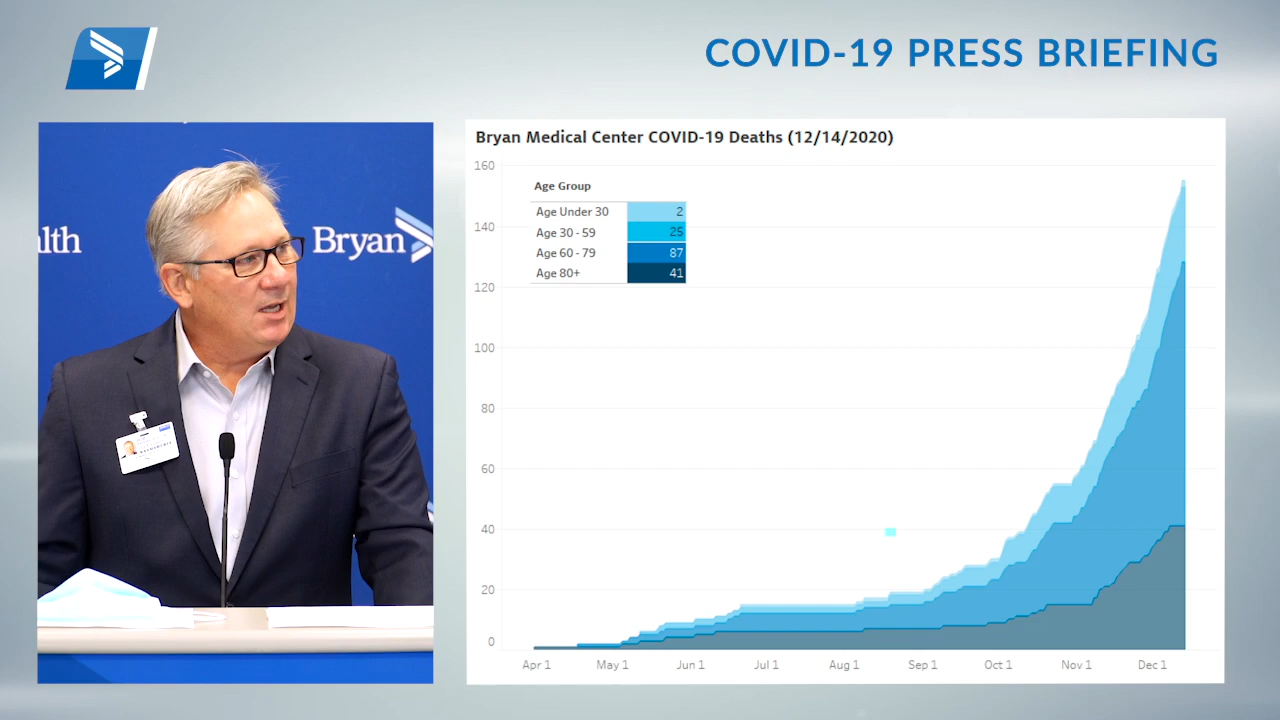 COVID-19 PRESS BRIEFING
lth
Bryan
Bryan Medical Center COVID-19 Deaths (12/14/2020)
160
140
120
100
80
60
40
20
0
Age Group
Age Under 30 2
Age 30 - 59 25
Age 60 - 79 87
Age 80+ 41
Apr 1 May 1 Jun 1 Jul 1 Aug 1 Sep 1 Oct 1 Nov 1 Dec 1